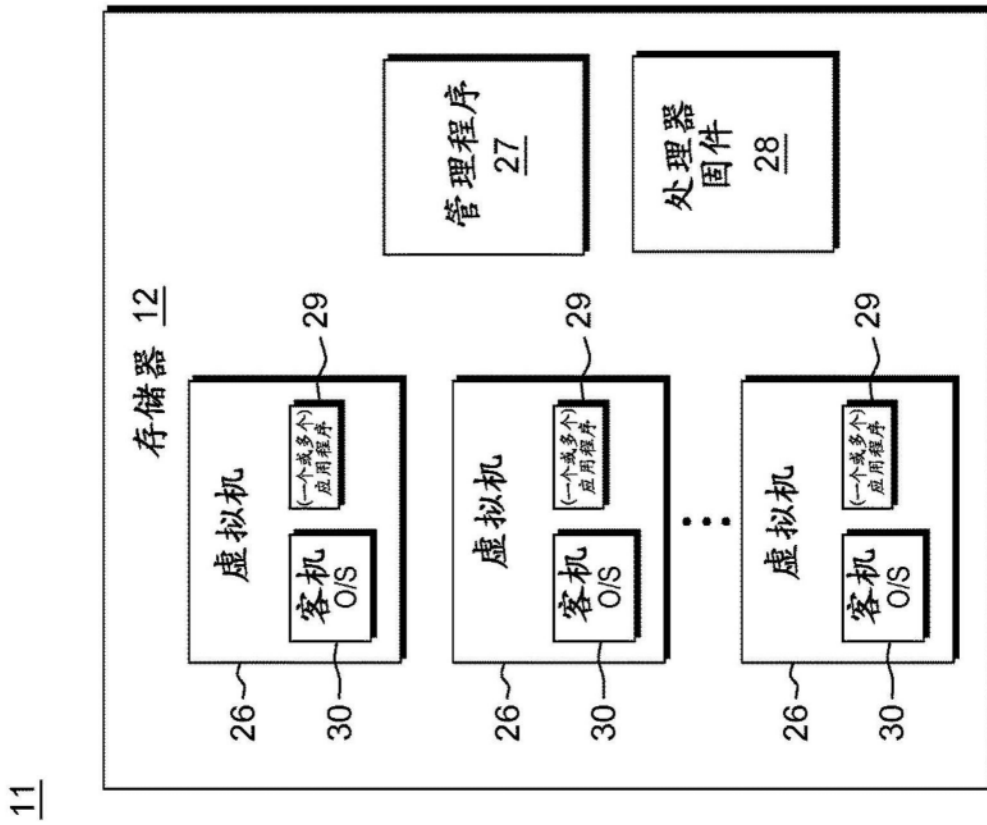 11
存储器 12
虚拟机
客机
O/S
(一个或多个)
应用程序
26
30
29
虚拟机
客机
O/S
(一个或多个)
应用程序
26
30
29
虚拟机
客机
O/S
(一个或多个)
应用程序
26
30
29
管理程序
27
处理器
固件
28